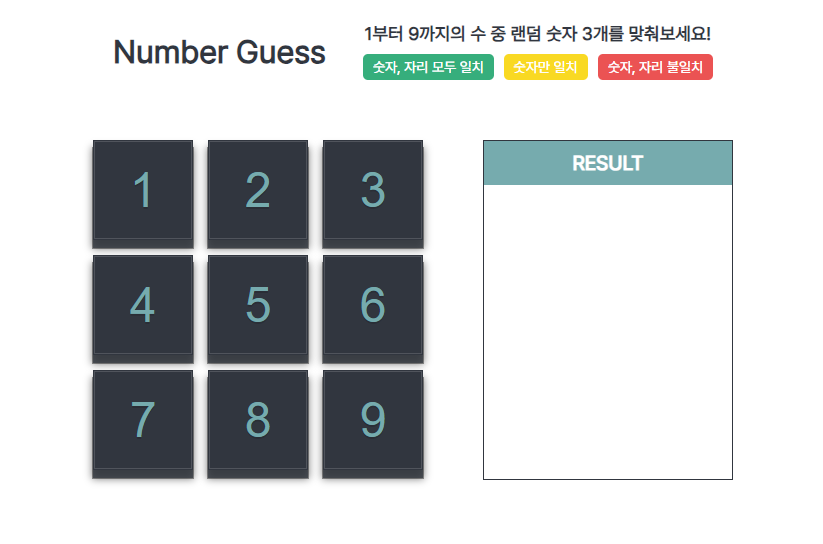 Number Guess
1부터 9까지의 수 중 랜덤 숫자 3개를 맞춰보세요!
숫자, 자리 모두 일치 숫자만 일치 숫자, 자리 불일치
1 2 3
4 5 6
7 8 9
RESULT